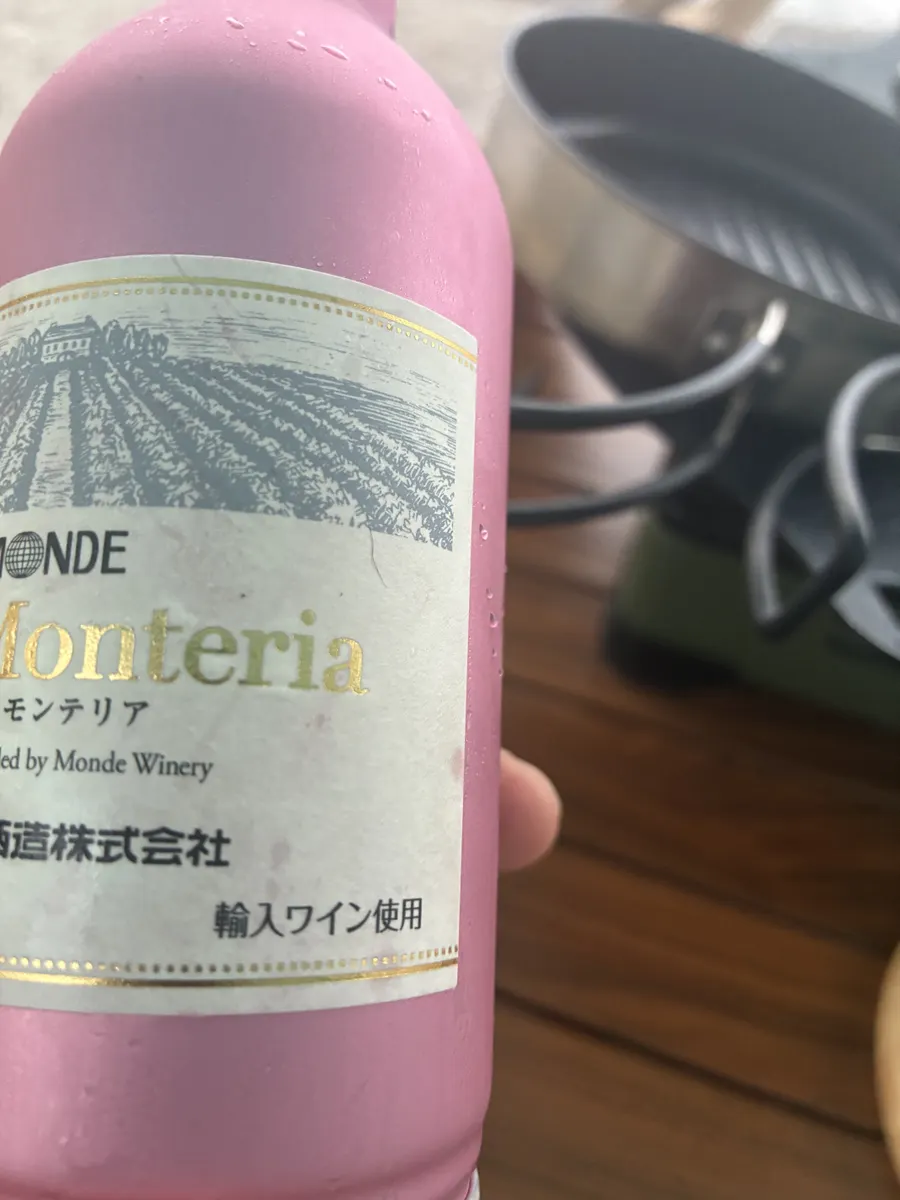 MONDE
Monteria
モンテリア
led by Monde Winery
酒造株式会社
輸入ワイン使用